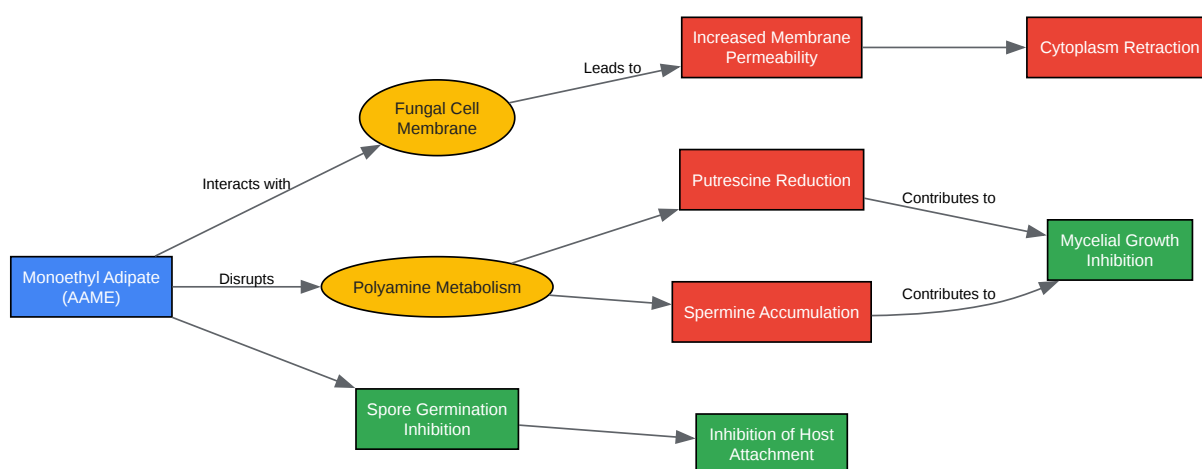 Increased Membrane
Permeability
Cytoplasm Retraction
Leads to
Fungal Cell
Membrane
Interacts with
Putrescine Reduction
Contributes to
Mycelial Growth
Inhibition
Monoethyl Adipate
(AAME)
Disrupts
Polyamine Metabolism
Spermine Accumulation
Contributes to
Spore Germination
Inhibition
Inhibition of Host
Attachment